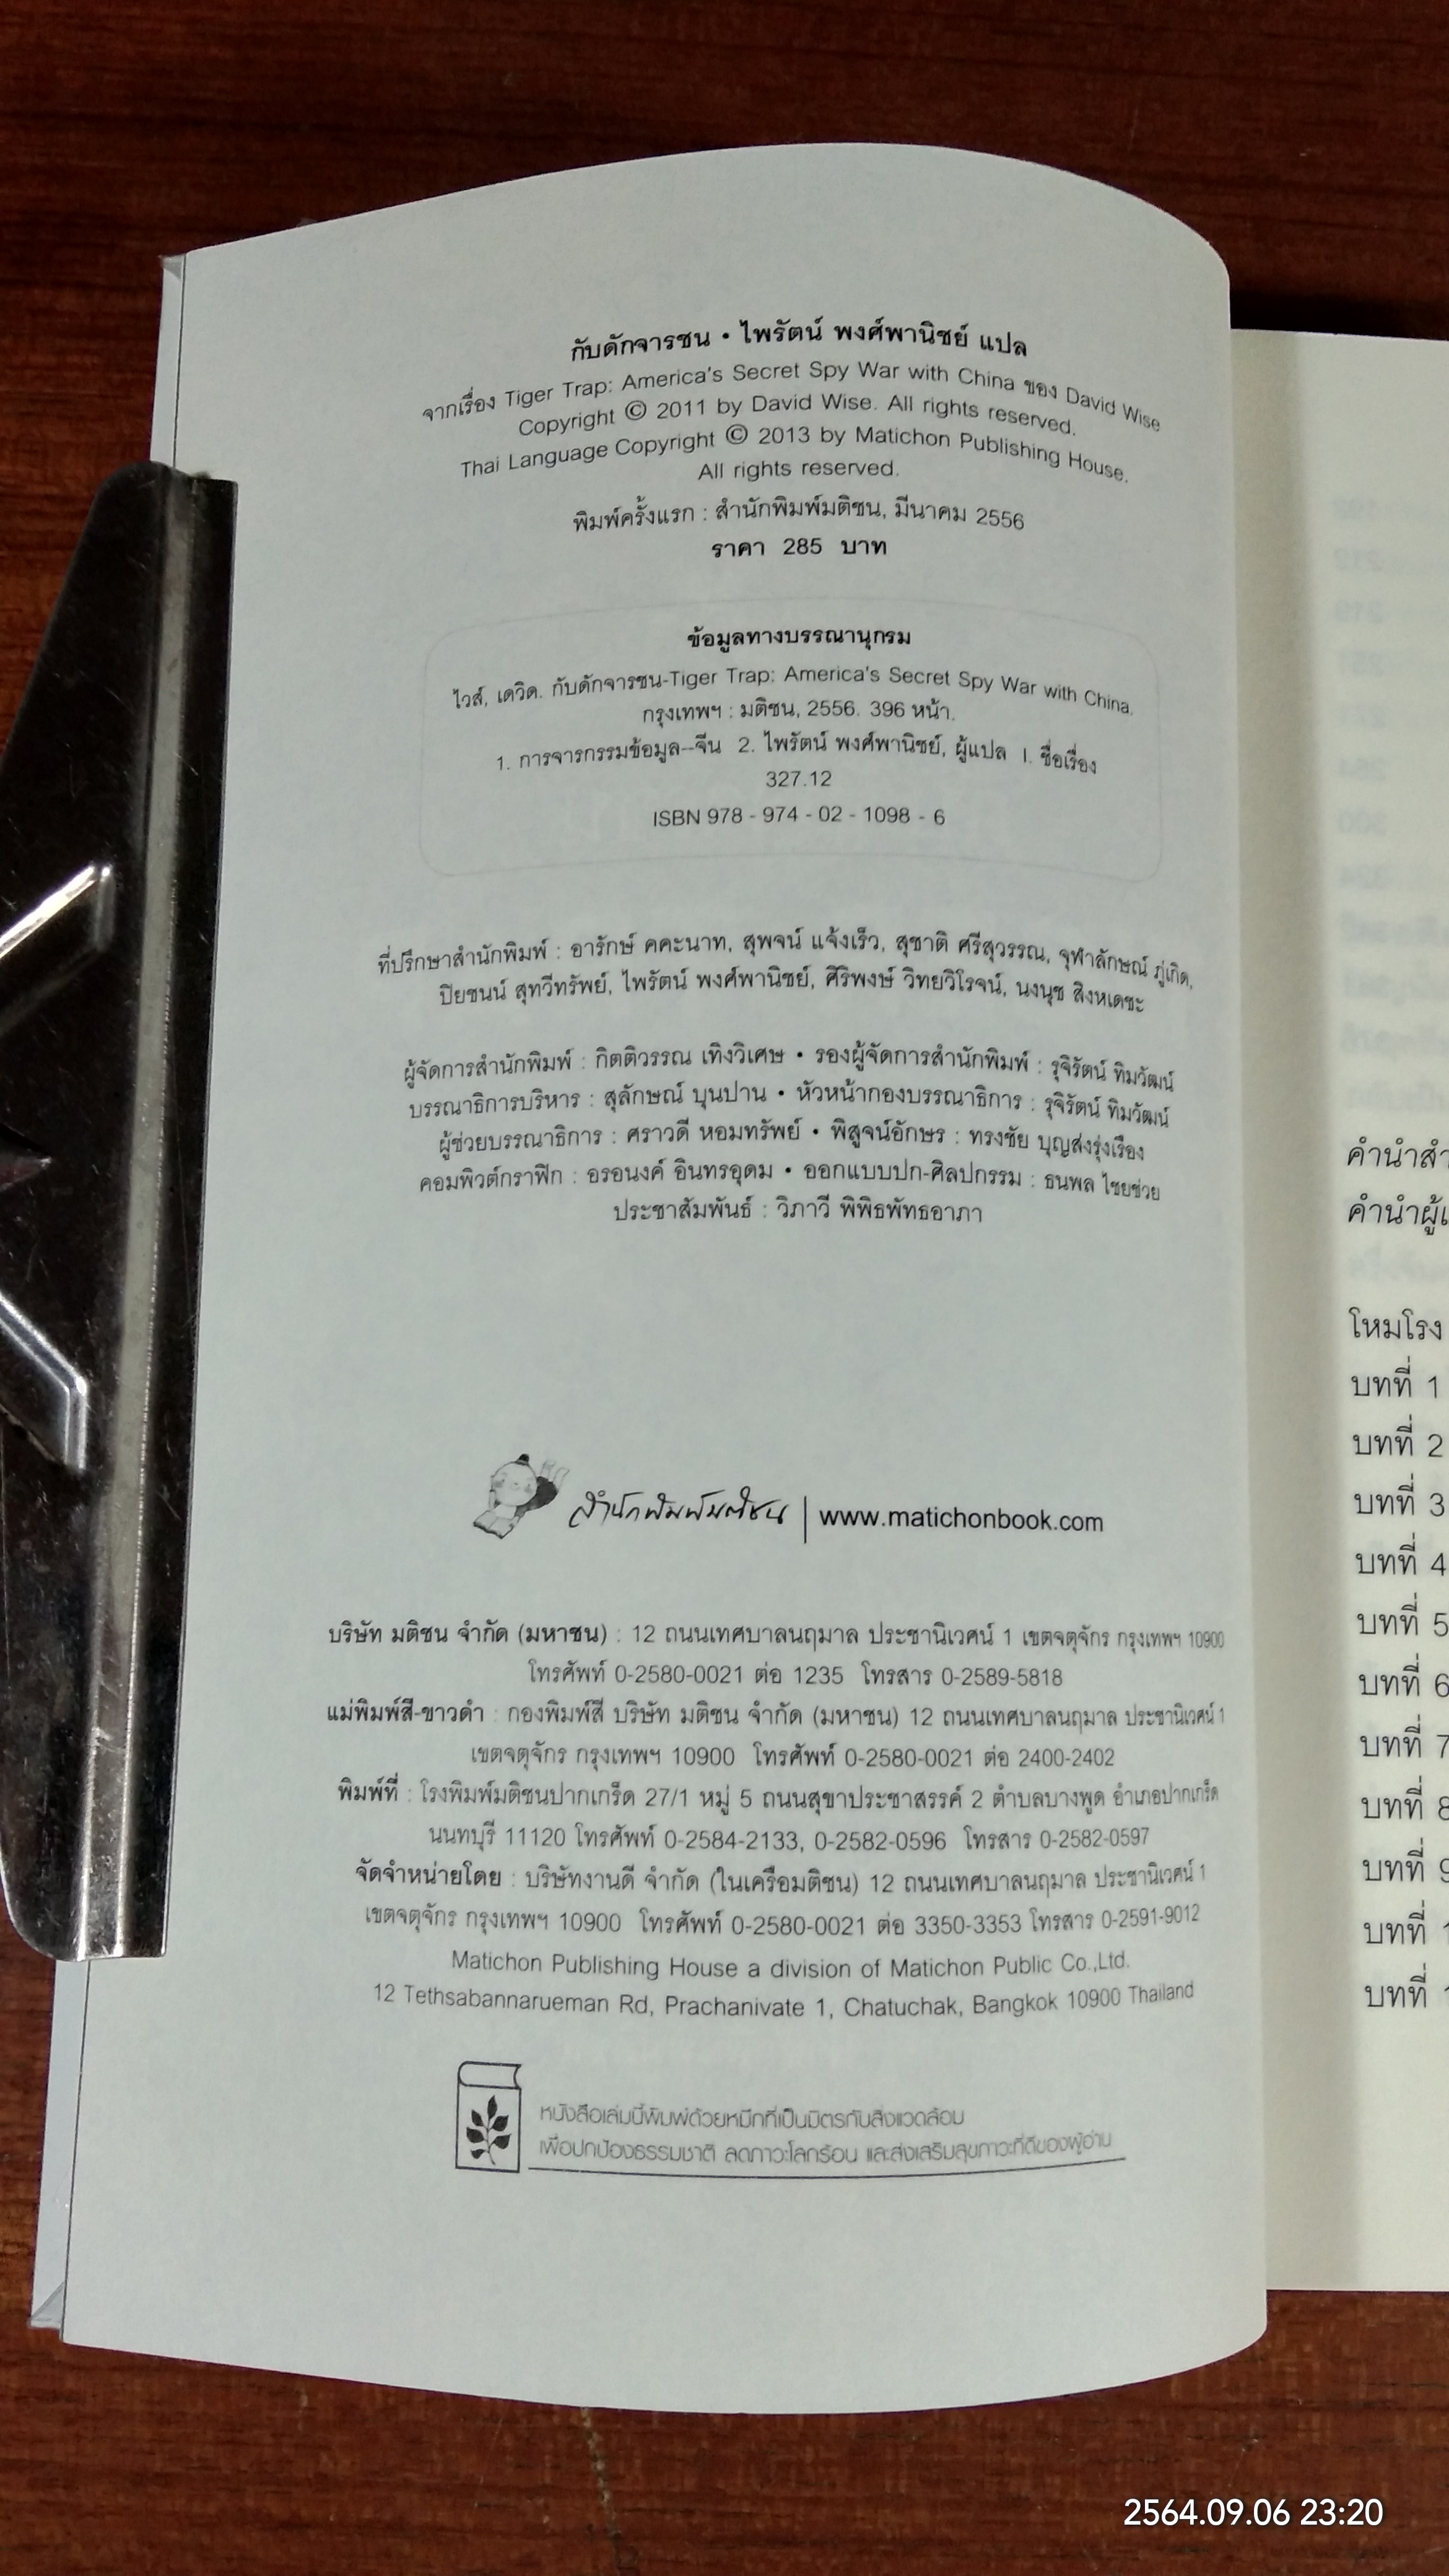 กับดักจารชน • ไพรัตน์ พงศ์พานิชย์ แปล
จากเรื่อง Tiger Trap: America's Secret Spy War with China ของ David Wise
Copyright © 2011 by David Wise. All rights reserved.
Thai Language Copyright © 2013 by Matichon Publishing House.
All rights reserved.
พิมพ์ครั้งแรก : สำนักพิมพ์มติชน, มีนาคม 2556
ราคา 285 บาท
ข้อมูลทางบรรณานุกรม
ไวส์, เดวิด. กับดักจารชน-Tiger Trap: America's Secret Spy War with China.
กรุงเทพฯ : มติชน, 2556. 396 หน้า.
1. การจารกรรมข้อมูล--จีน 2. ไพรัตน์ พงศ์พานิชย์, ผู้แปล I. ชื่อเรื่อง
327.12
ISBN 978 - 974 - 02 - 1098 - 6
ที่ปรึกษาสำนักพิมพ์ : อารักษ์ คคะนาท, สุพจน์ แจ้งเร็ว, สุชาติ ศรีสุวรรณ, จุฬาลักษณ์ ภู่เกิด,
ปิยชนน์ สุทวีทรัพย์, ไพรัตน์ พงศ์พานิชย์, ศิริพงษ์ วิทยวิโรจน์, นงนุช สิงหเดชะ
ผู้จัดการสำนักพิมพ์ : กิตติวรรณ เทิงวิเศษ • รองผู้จัดการสำนักพิมพ์ : รุจิรัตน์ ทิมวัฒน์
บรรณาธิการบริหาร : สุลักษณ์ บุนปาน • หัวหน้ากองบรรณาธิการ : รุจิรัตน์ ทิมวัฒน์
ผู้ช่วยบรรณาธิการ : ศราวดี หอมทรัพย์ • พิสูจน์อักษร : ทรงชัย บุญส่งรุ่งเรือง
คอมพิวต์กราฟิก : อรอนงค์ อินทรอุดม • ออกแบบปก-ศิลปกรรม : ธนพล ไชยช่วย
ประชาสัมพันธ์ : วิภาวี พิพิธพัทธอาภา
สำนักพิมพ์มติชน | www.matichonbook.com
บริษัท มติชน จำกัด (มหาชน) : 12 ถนนเทศบาลนฤมาล ประชานิเวศน์ 1 เขตจตุจักร กรุงเทพฯ 10900
โทรศัพท์ 0-2580-0021 ต่อ 1235 โทรสาร 0-2589-5818
แม่พิมพ์สี-ขาวดำ : กองพิมพ์สี บริษัท มติชน จำกัด (มหาชน) 12 ถนนเทศบาลนฤมาล ประชานิเวศน์ 1
เขตจตุจักร กรุงเทพฯ 10900 โทรศัพท์ 0-2580-0021 ต่อ 2400-2402
พิมพ์ที่ : โรงพิมพ์มติชนปากเกร็ด 27/1 หมู่ 5 ถนนสุขาประชาสรรค์ 2 ตำบลบางพูด อำเภอปากเกร็ด
นนทบุรี 11120 โทรศัพท์ 0-2584-2133, 0-2582-0596 โทรสาร 0-2582-0597
จัดจำหน่ายโดย : บริษัทงานดี จำกัด (ในเครือมติชน) 12 ถนนเทศบาลนฤมาล ประชานิเวศน์ 1
เขตจตุจักร กรุงเทพฯ 10900 โทรศัพท์ 0-2580-0021 ต่อ 3350-3353 โทรสาร 0-2591-9012
Matichon Publishing House a division of Matichon Public Co.,Ltd.
12 Tethsabannarueman Rd, Prachanivate 1, Chatuchak, Bangkok 10900 Thailand
หนังสือเล่มนี้พิมพ์ด้วยหมึกที่เป็นมิตรกับสิ่งแวดล้อม
เพื่อปกป้องธรรมชาติ ลดภาวะโลกร้อน และส่งเสริมสุขภาวะที่ดีของผู้อ่าน
โหมโรง
บทที่ 1
บทที่ 2
บทที่ 3
บทที่ 4
บทที่ 5
บทที่ 6
บทที่ 7
บทที่ 8
บทที่ 9
บทที่
บทที่
2564.09.06 23:20